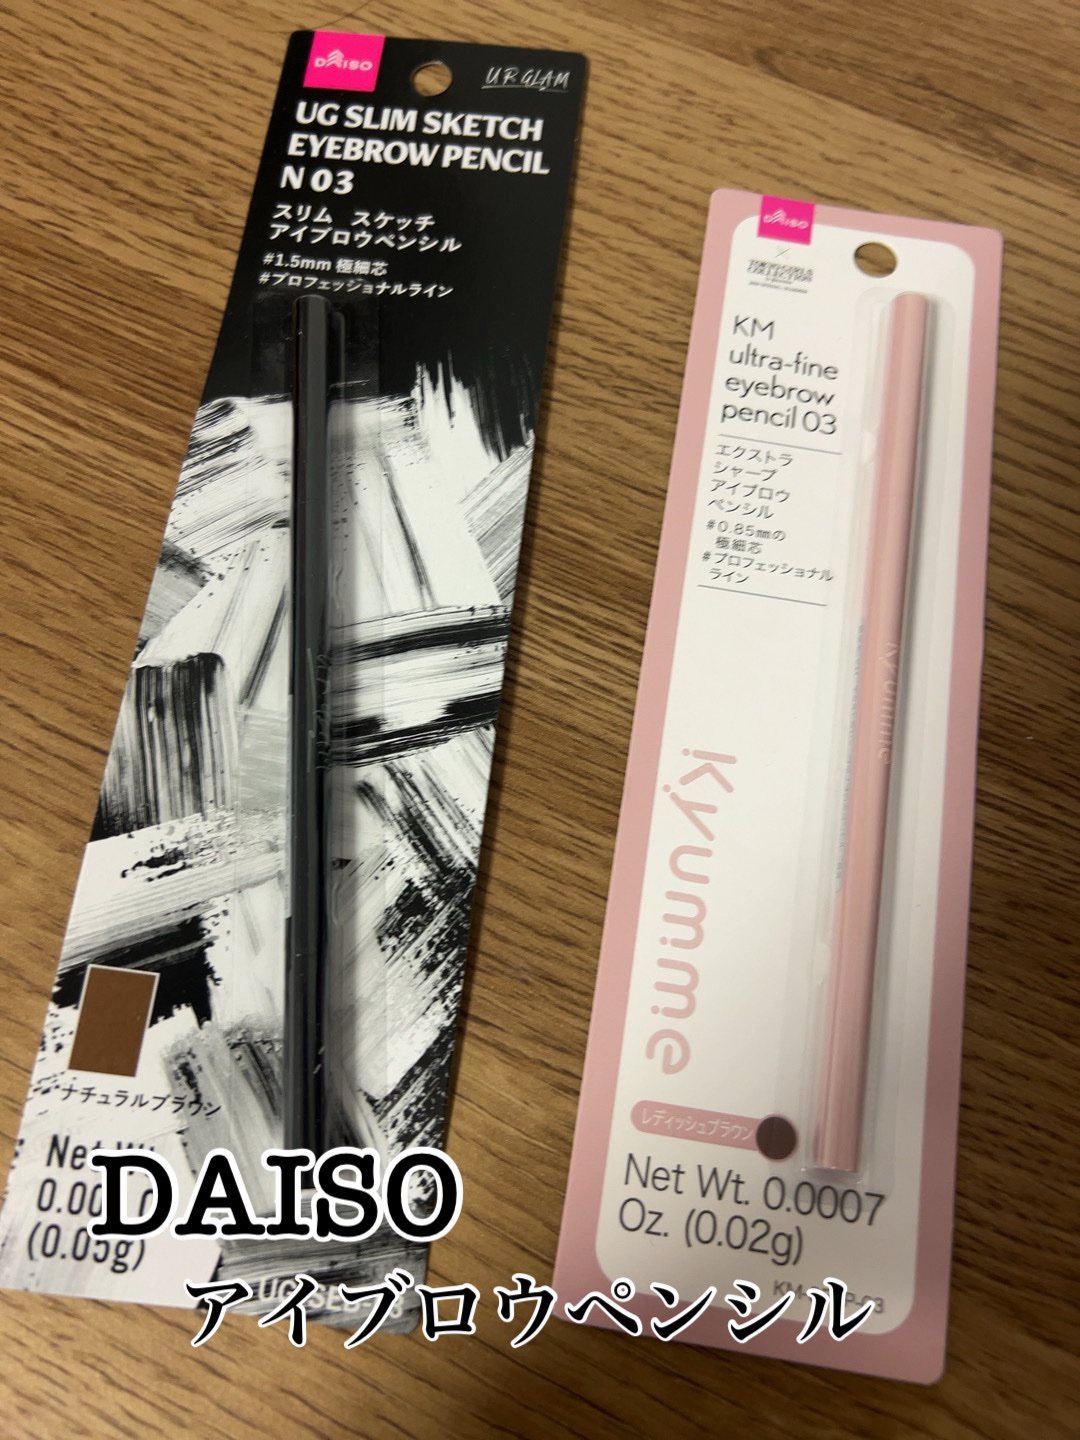 DAISO
URGLAM
UG SLIM SKETCH
EYEBROW PENCIL
N 03
スリム スケッチ
アイブロウペンシル
#1.5mm 極細芯
#プロフェッショナルライン
ナチュラルブラウン
(0.05g)
DAISO
×
TOKYO GIRLS
COLLECTION
KM
ultra-fine
eyebrow
pencil 03
エクストラ
シャープ
アイブロウ
ペンシル
#0.85mmの
極細芯
#プロフェッショナル
ライン
Kyumme
Kyumme
レディッシュブラウン
Net Wt. 0.0007
Oz. (0.02g)
DAISO
アイブロウペンシル